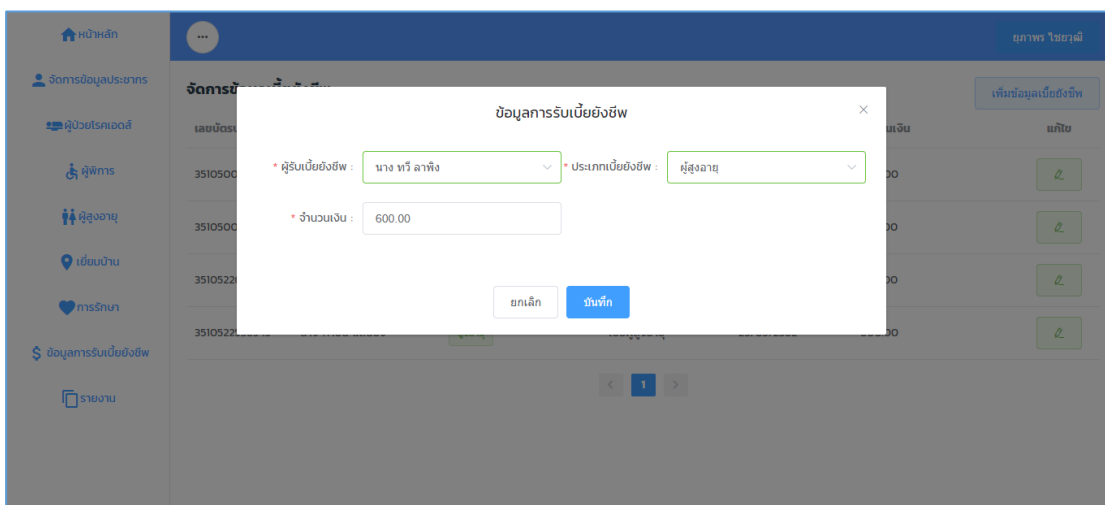 หน้าหลัก
...
ยุภาพร ไชยวุฒิ
จัดการข้อมูลประชากร
เพิ่มข้อมูลเบี้ยยังชีพ
ข้อมูลการรับเบี้ยยังชีพ
ผู้ป่วยโรคเอดส์
แก้ไข
* ผู้รับเบี้ยยังชีพ : นาง ทวี ลาพิง * ประเภทเบี้ยยังชีพ : ผู้สูงอายุ
ผู้พิการ
ผู้สูงอายุ
* จำนวนเงิน : 600.00
เยี่ยมบ้าน
ยกเลิก บันทึก
การรักษา
ข้อมูลการรับเบี้ยยังชีพ
< 1 >
รายงาน